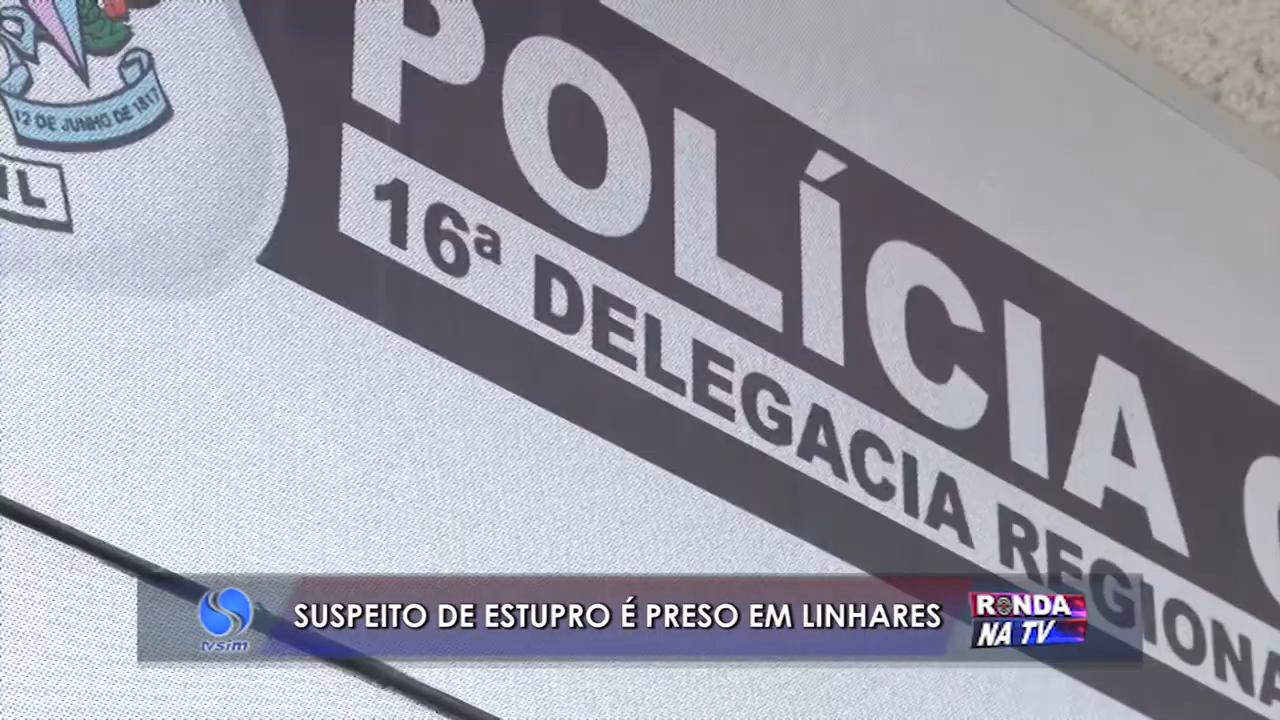 12 DE JUNHO DE 1817
POLÍCIA
16ª DELEGACIA REGIONA
SUSPEITO DE ESTUPRO É PRESO EM LINHARES
tvsim
RONDA
NA TV